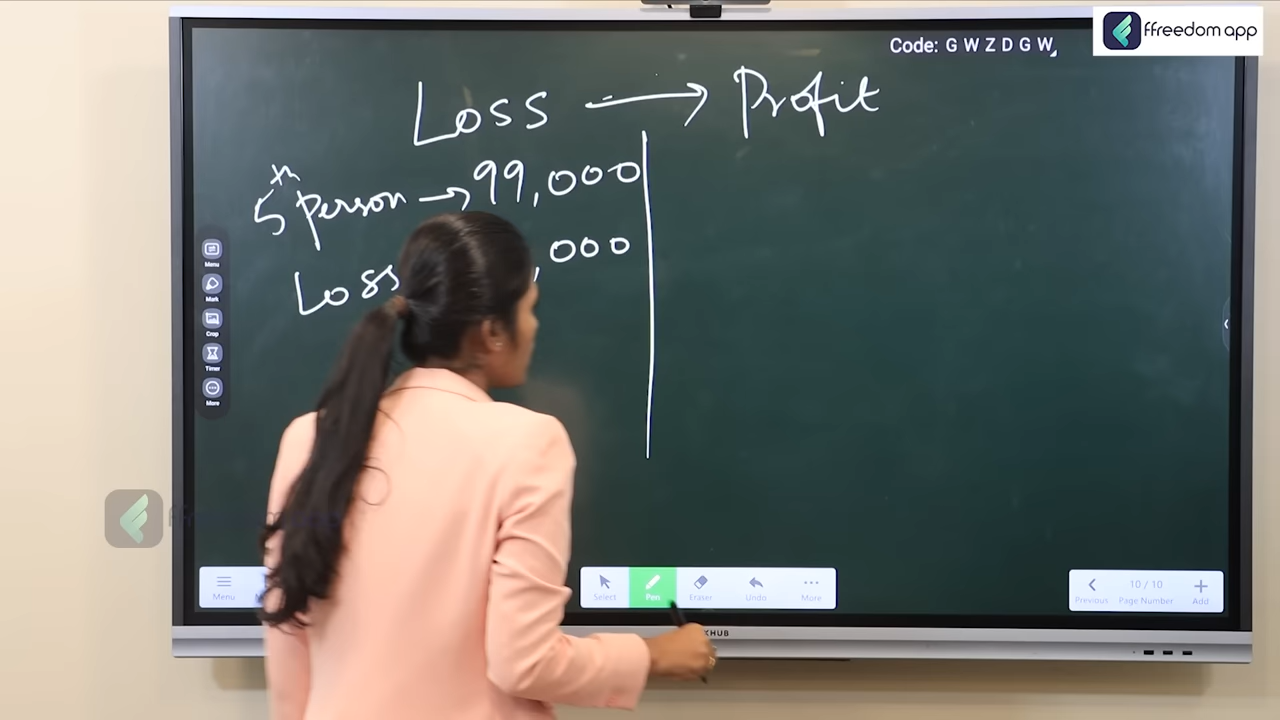 ffreedom app
Code: G W Z D G W
Loss → Profit
5th person → 99,000
Loss ,000
Menu
Mark
Crop
Timer
More
Menu
Select
Pen
Eraser
Undo
More
Previous
10 / 10
Page Number
Add